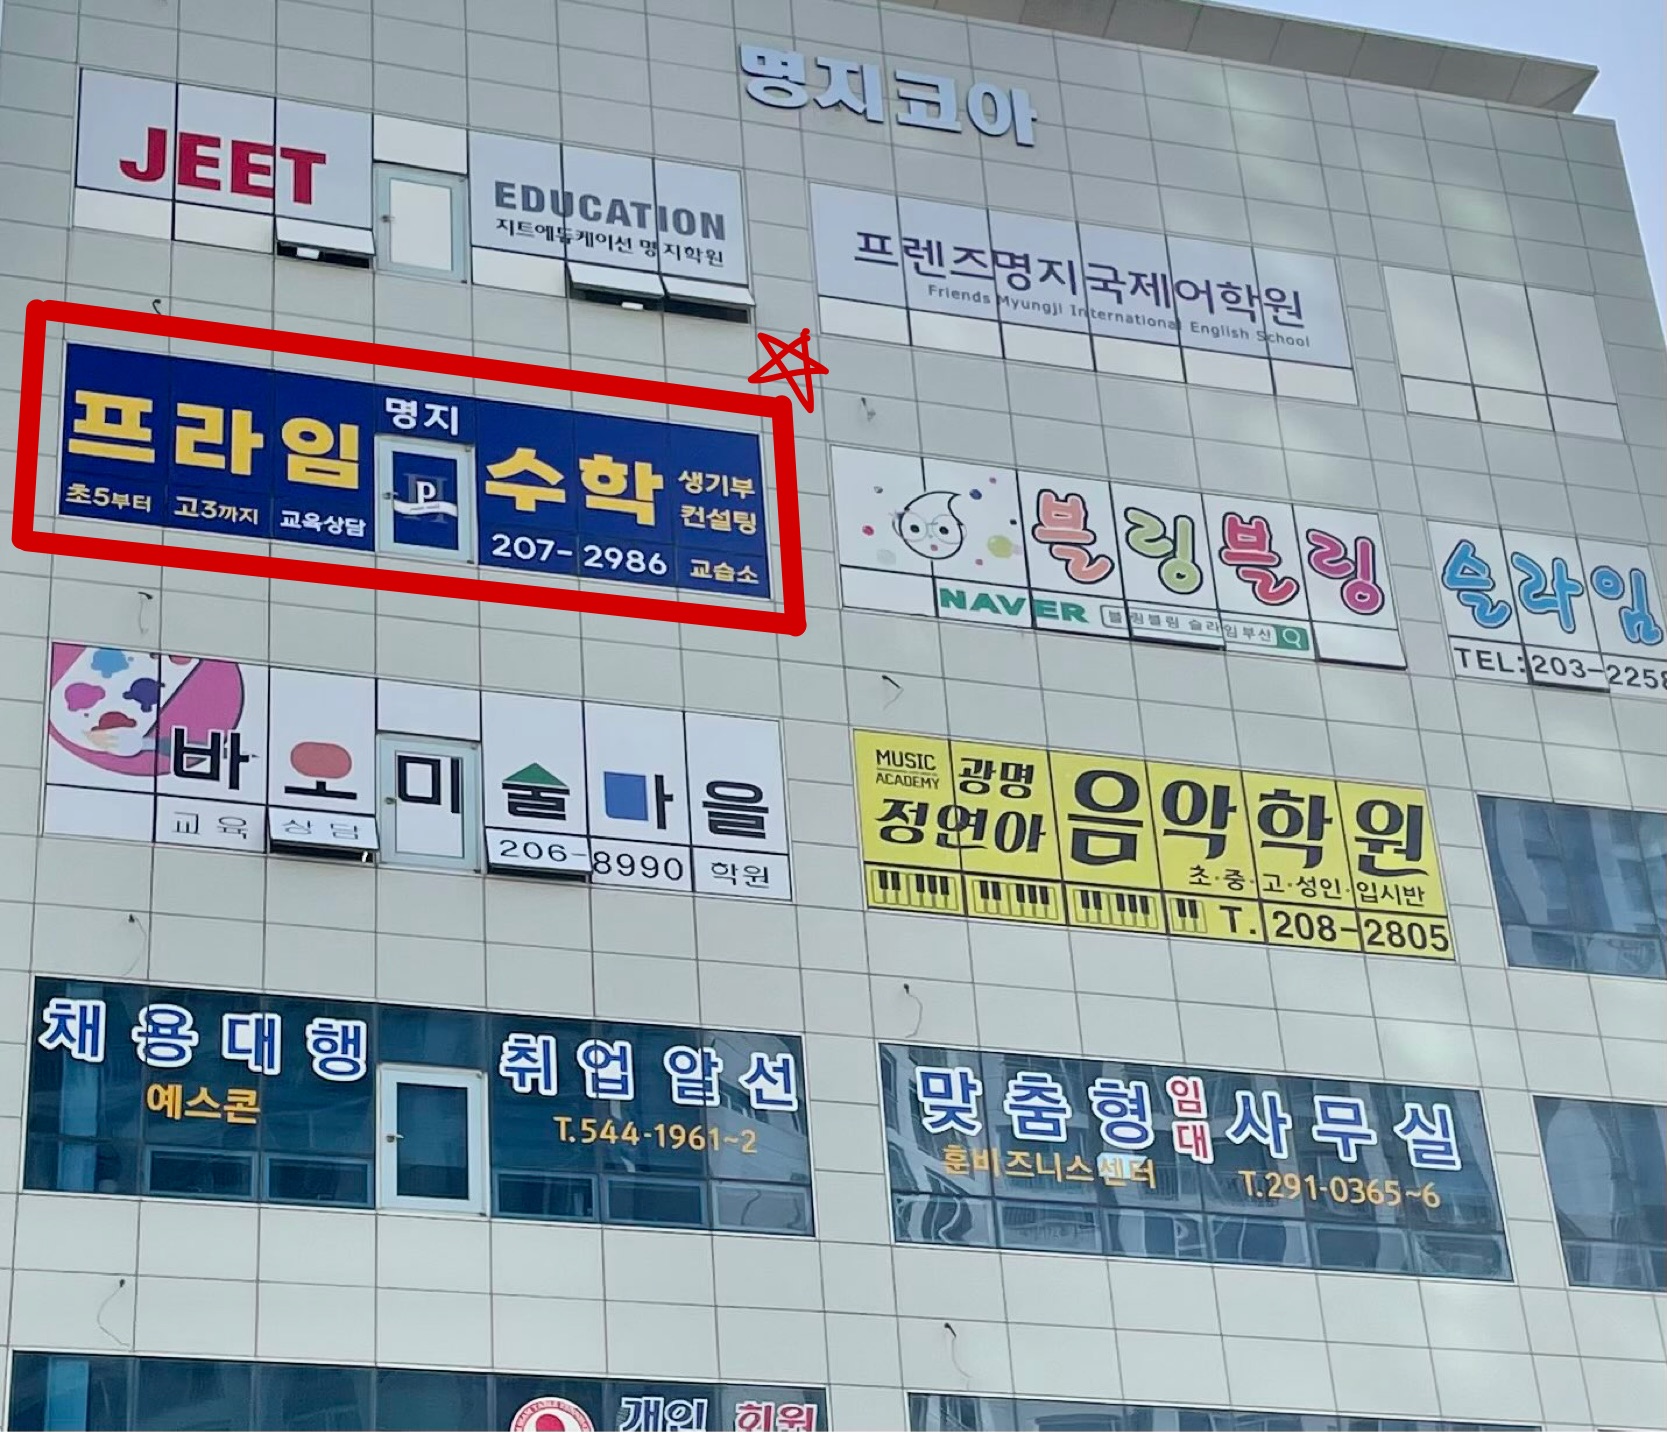 명지코아
JEET
EDUCATION
지트에듀케이션 명지학원
프렌즈명지국제어학원
Friends Myungji International English School
프라임 명지 수학
생기부
컨설팅
초5부터 고3까지 교육상담
207-2986 교습소
P
블링블링 슬라임
NAVER 블링블링 슬라임부산
TEL:203-2258
바오미술마을
교육상담 206-8990 학원
MUSIC
ACADEMY
광명
정연아 음악학원
초·중·고·성인·입시반
T. 208-2805
채용대행 취업알선
예스콘 T.544-1961~2
맞춤형 임대 사무실
훈비즈니스센터 T.291-0365~6
개인 회원